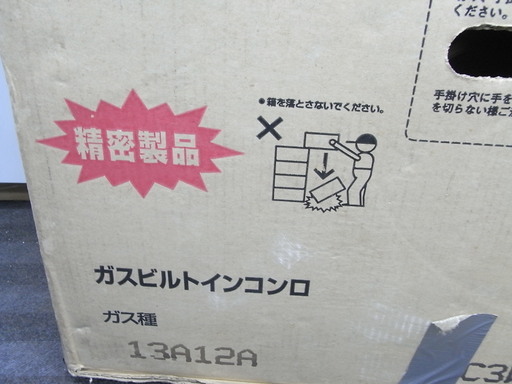 ください。
手掛け穴に手を
を切らない様ご
＊箱を落とさないでください。
精密製品
ガスビルトインコンロ
ガス種
13A12A